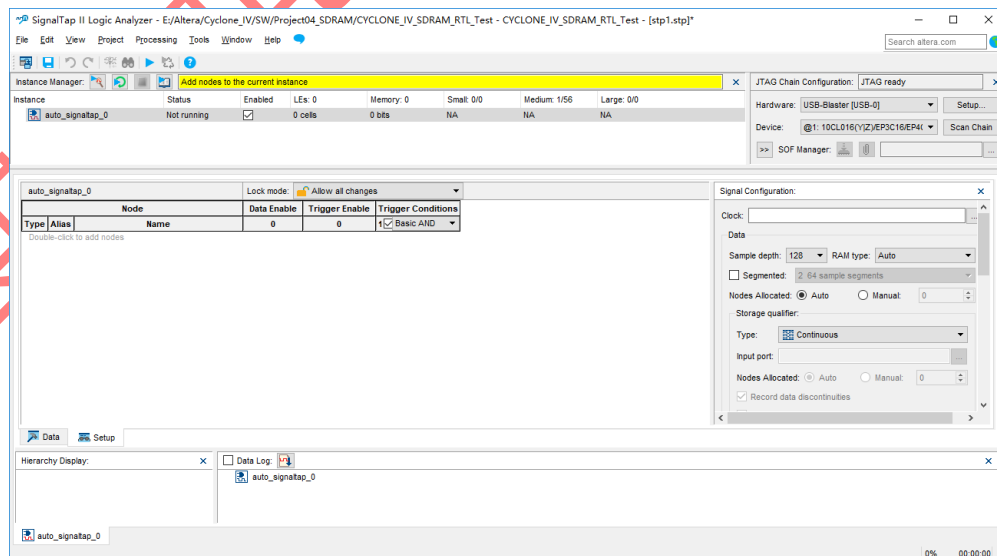 SignalTap II Logic Analyzer - E:/Altera/Cyclone_IV/SW/Project04_SDRAM/CYCLONE_IV_SDRAM_RTL_Test - CYCLONE_IV_SDRAM_RTL_Test - [stp1.stp]*
File Edit View Project Processing Tools Window Help
Search altera.com
Instance Manager: Add nodes to the current instance
JTAG Chain Configuration: JTAG ready
Instance Status Enabled LEs: 0 Memory: 0 Small: 0/0 Medium: 1/56 Large: 0/0
auto_signaltap_0 Not running 0 cells 0 bits NA NA NA
Hardware: USB-Blaster [USB-0] Setup...
Device: @1: 10CL016(Y|Z)/EP3C16/EP4( Scan Chain
>> SOF Manager: ...
auto_signaltap_0 Lock mode: Allow all changes
Node Data Enable Trigger Enable Trigger Conditions
Type Alias Name 0 0 1 Basic AND
Double-click to add nodes
Signal Configuration:
Clock: ...
Data
Sample depth: 128 RAM type: Auto
Segmented: 2 64 sample segments
Nodes Allocated: Auto Manual: 0
Storage qualifier:
Type: Continuous
Input port: ...
Nodes Allocated: Auto Manual: 0
Record data discontinuities
Data Setup
Hierarchy Display:
Data Log:
auto_signaltap_0
auto_signaltap_0
0% 00:00:00